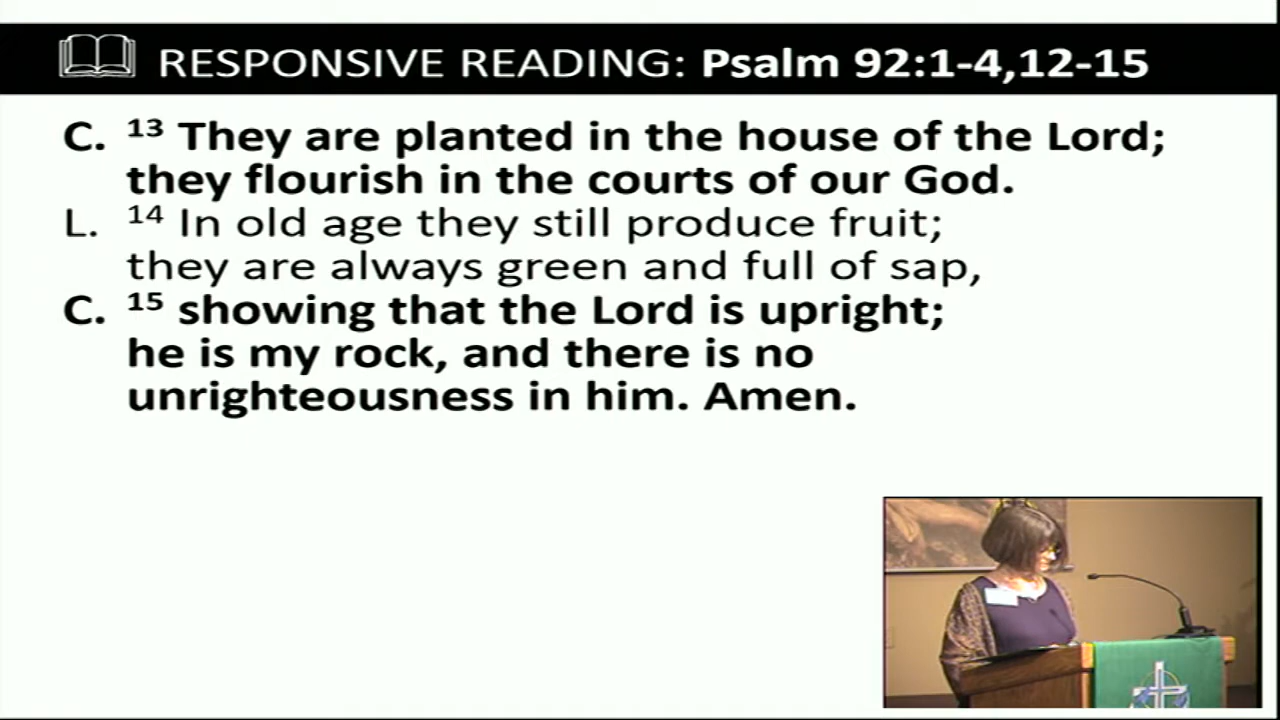 RESPONSIVE READING: Psalm 92:1-4,12-15
C. 13 They are planted in the house of the Lord;
they flourish in the courts of our God.
L. 14 In old age they still produce fruit;
they are always green and full of sap,
C. 15 showing that the Lord is upright;
he is my rock, and there is no
unrighteousness in him. Amen.